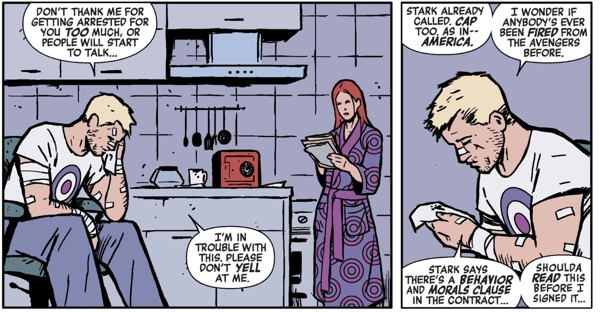 DON'T THANK ME FOR
GETTING ARRESTED FOR
YOU TOO MUCH, OR
PEOPLE WILL START
TO TALK...
I'M IN
TROUBLE WITH
THIS. PLEASE
DON'T YELL
AT ME.
STARK ALREADY
CALLED. CAP
TOO. AS IN--
AMERICA.
I WONDER IF
ANYBODY'S EVER
BEEN FIRED FROM
THE AVENGERS
BEFORE.
STARK SAYS
THERE'S A BEHAVIOR
AND MORALS CLAUSE
IN THE CONTRACT...
SHOULDA
READ THIS
BEFORE I
SIGNED IT...